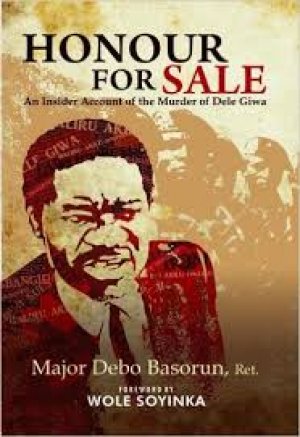 HONOUR
FOR SALE
An Insider Account of the Murder of Dele Giwa
Major Debo Basorun, Ret.
FOREWORD BY
WOLE SOYINKA